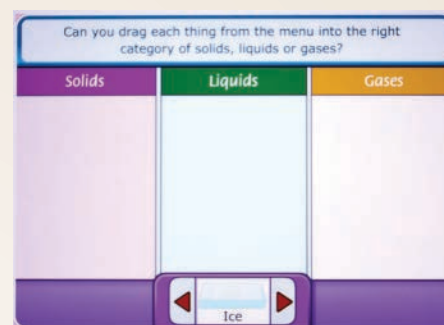 Can you drag each thing from the menu into the right
category of solids, liquids or gases?
Solids
Liquids
Gases
Ice